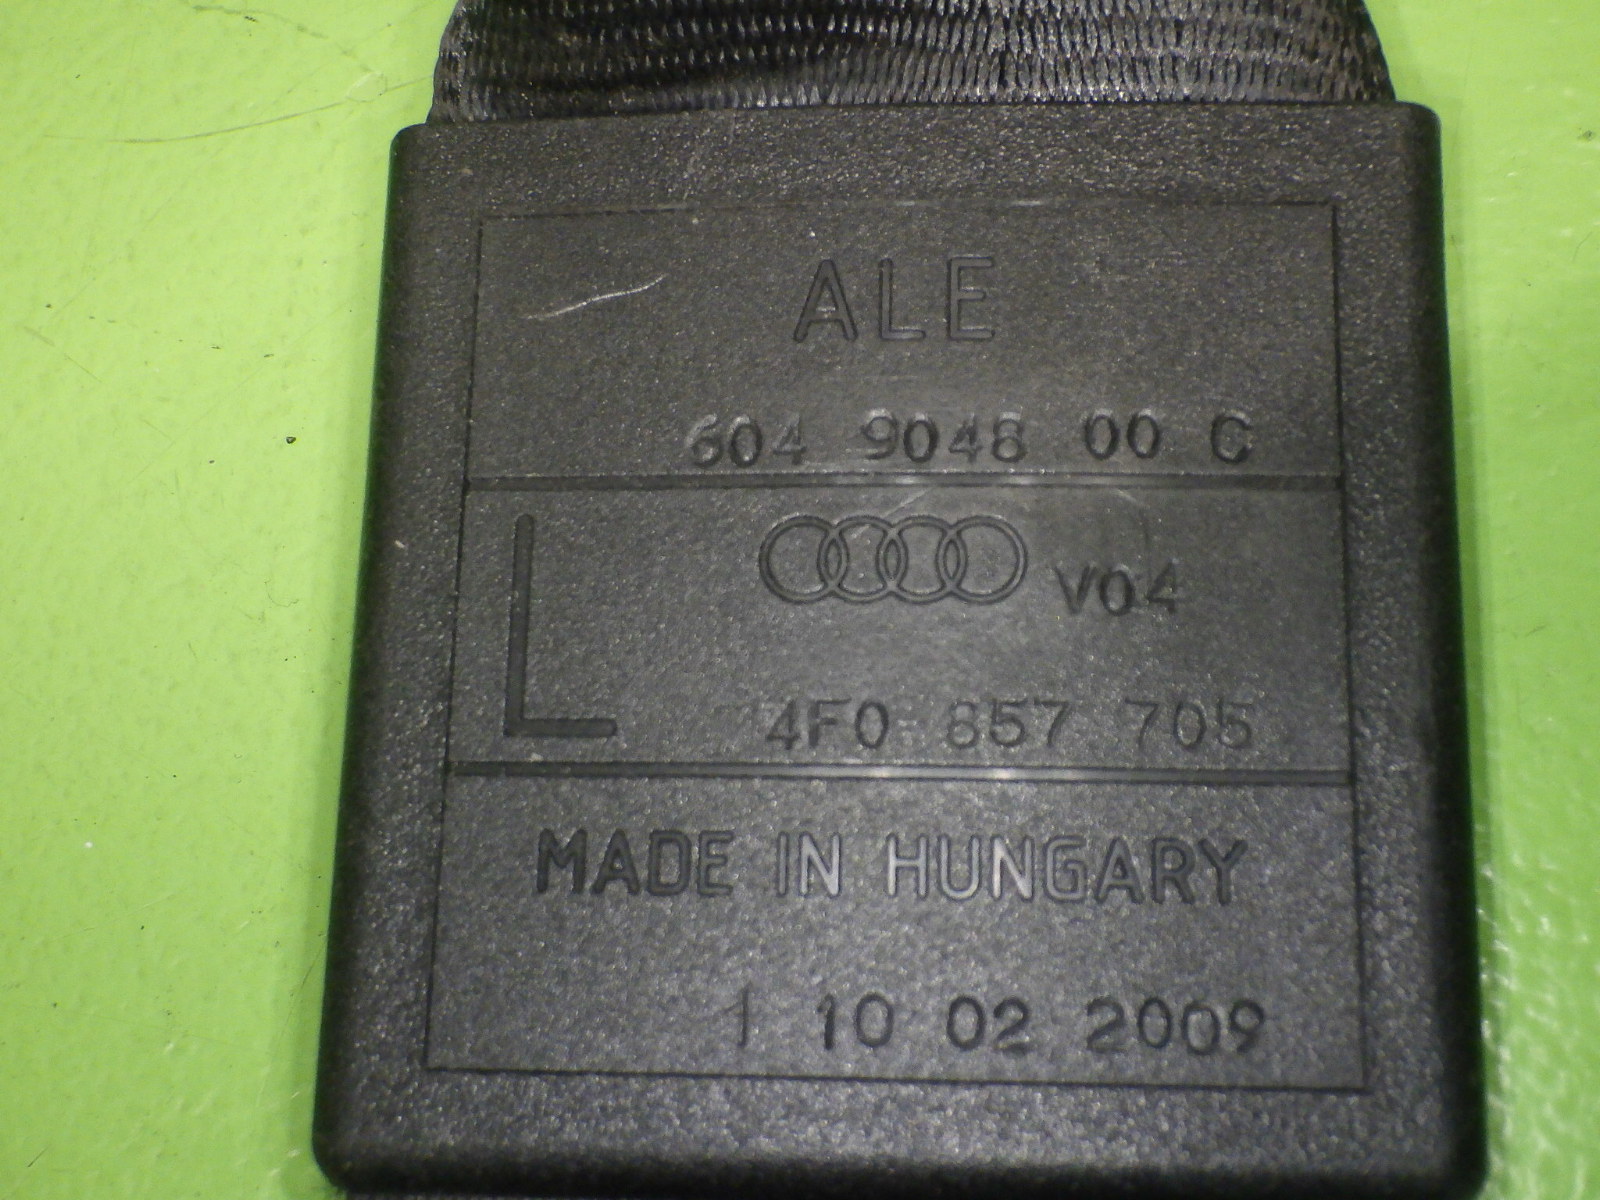 ALE
604 9048 00 C
L
V04
4F0 857 705
MADE IN HUNGARY
1 10 02 2009